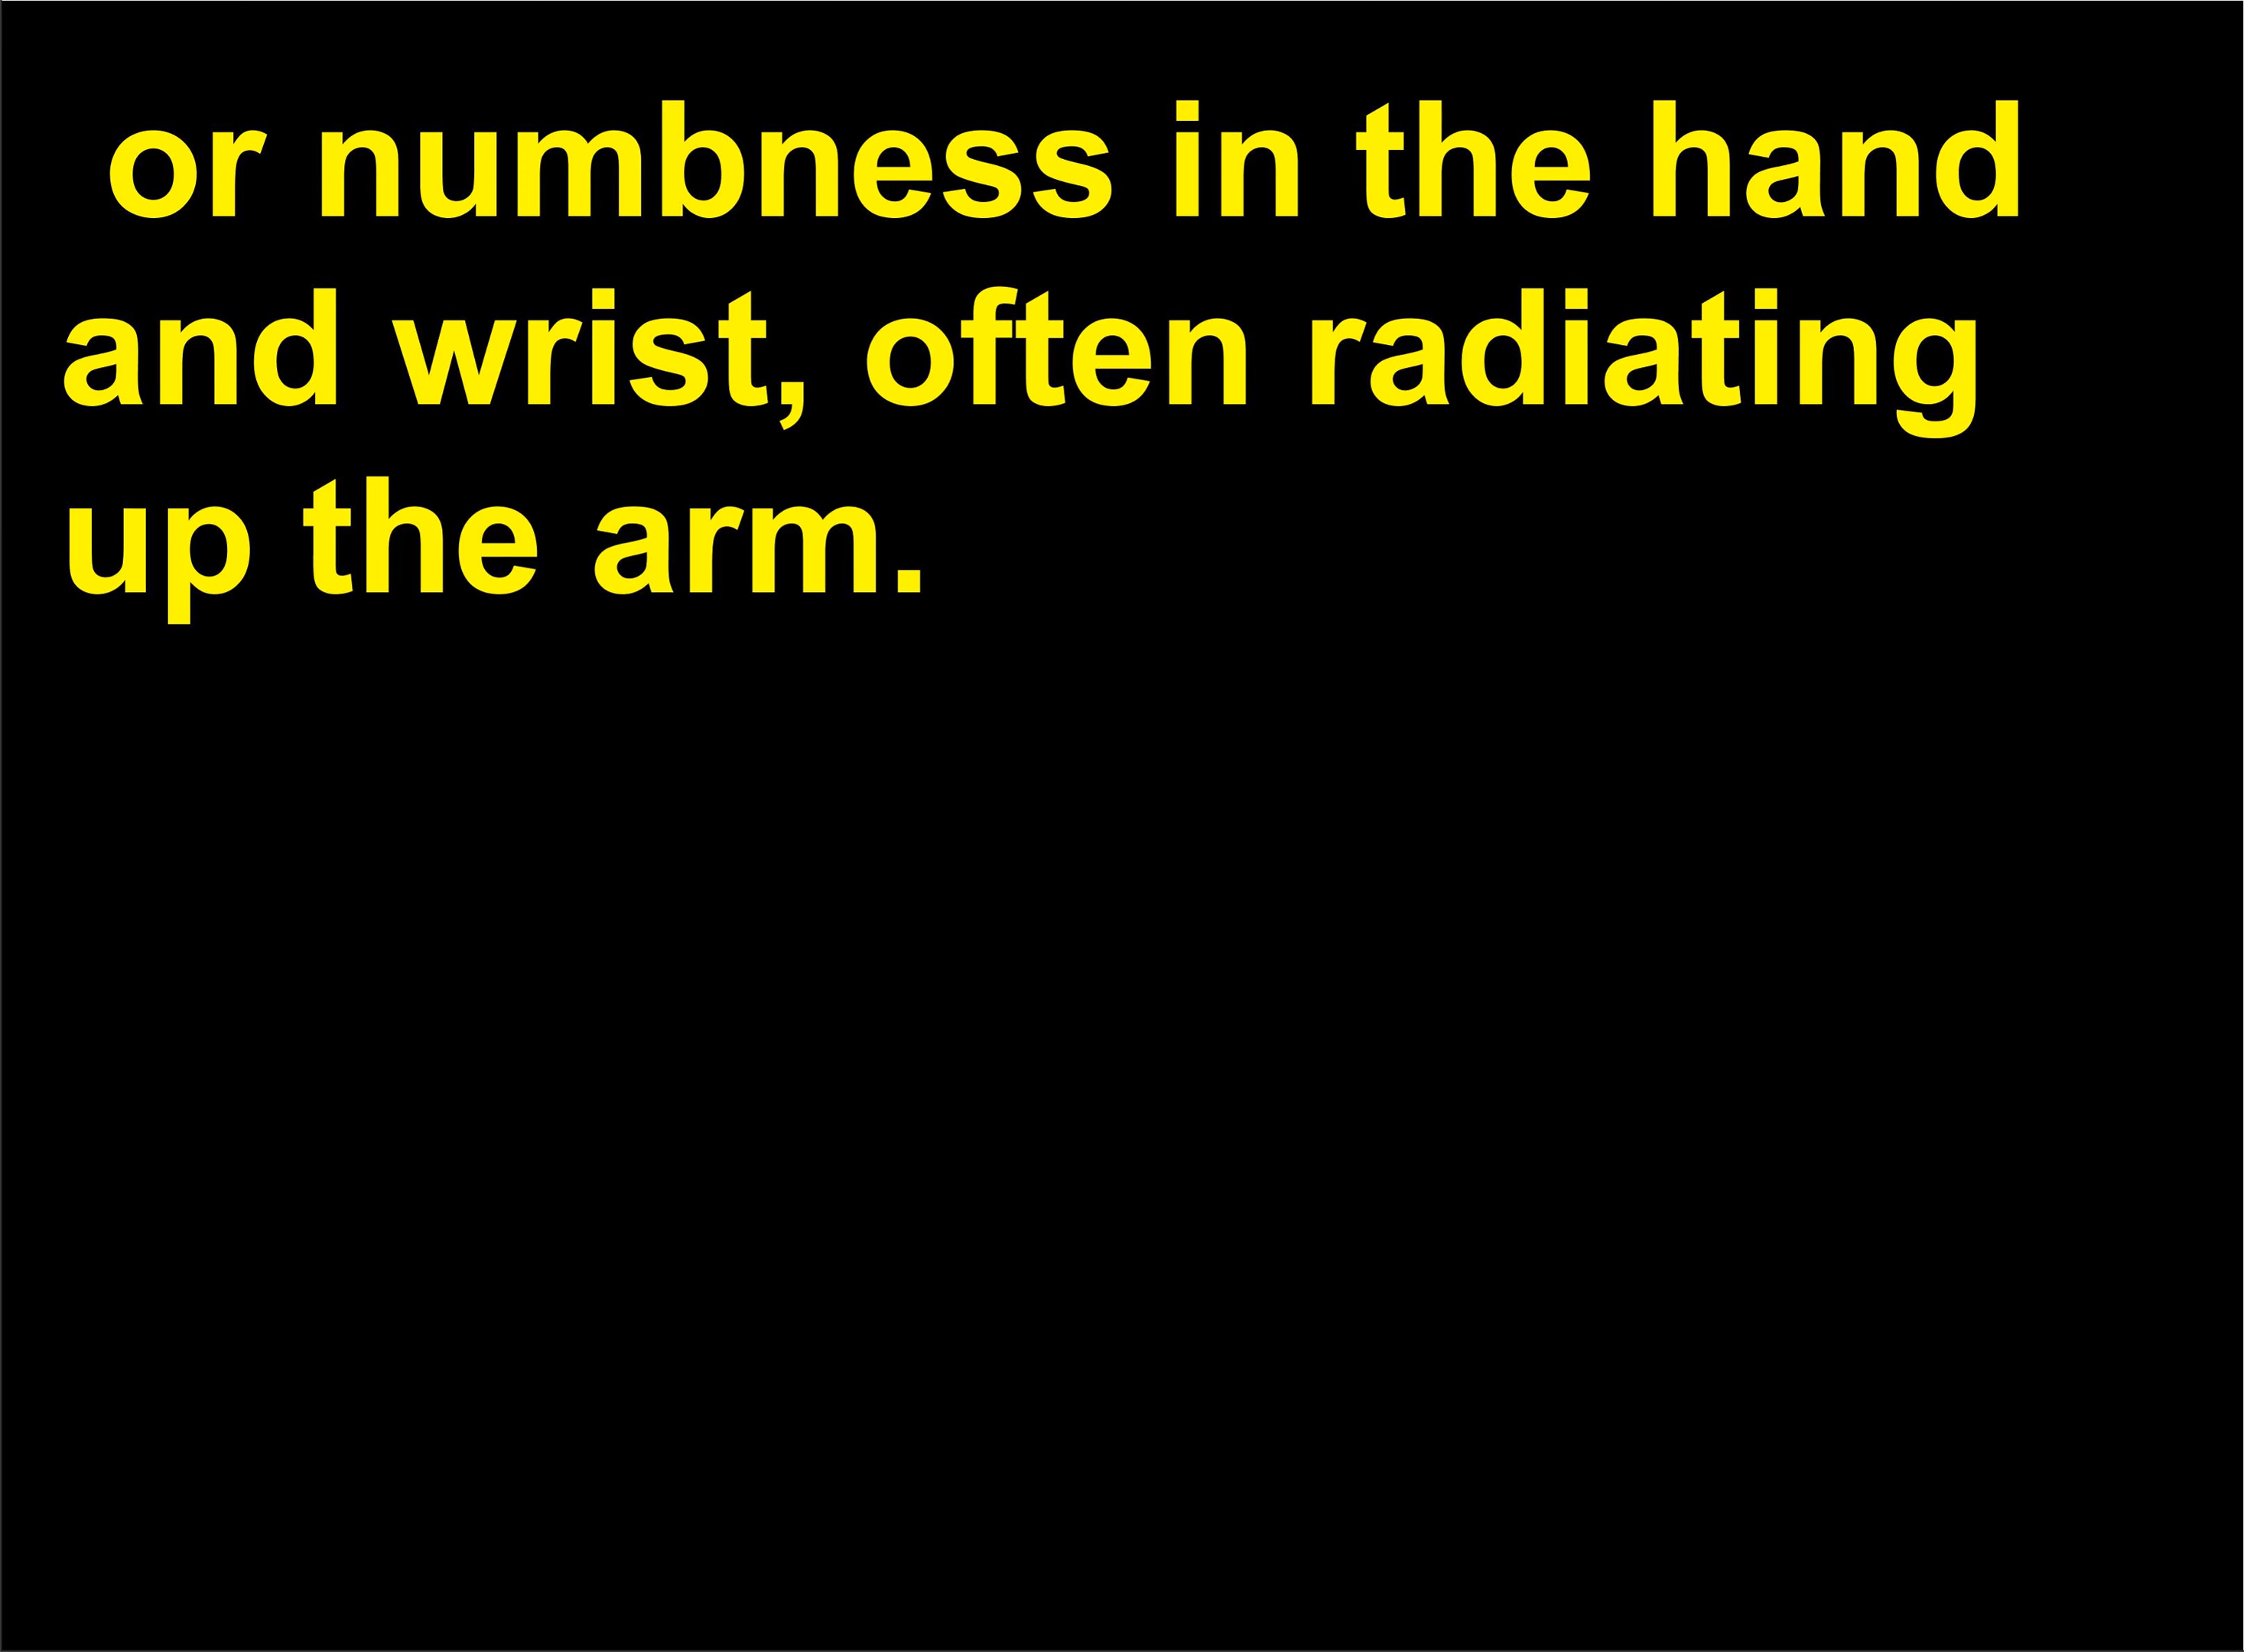 or numbness in the hand
and wrist, often radiating
up the arm.